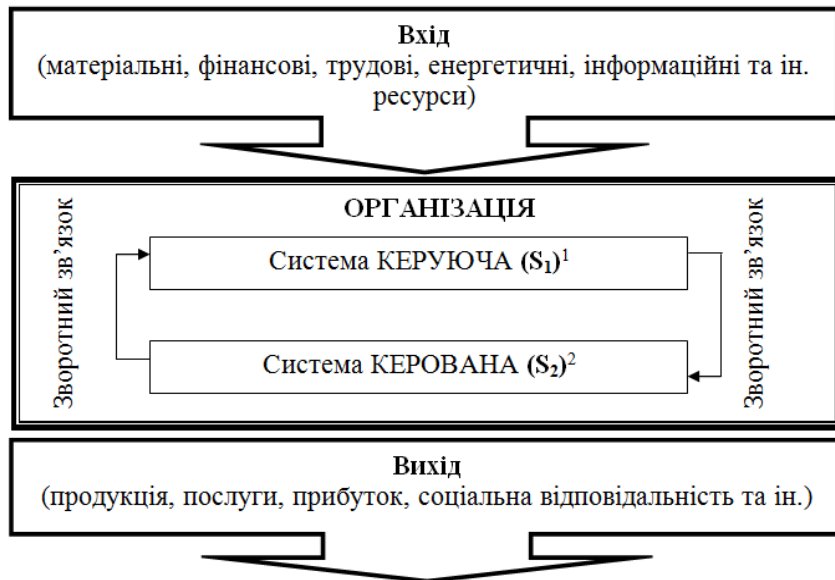 Вхід
(матеріальні, фінансові, трудові, енергетичні, інформаційні та ін.
ресурси)
ОРГАНІЗАЦІЯ
Зворотний зв’язок
Система КЕРУЮЧА (S₁)¹
Система КЕРОВАНА (S₂)²
Зворотний зв’язок
Вихід
(продукція, послуги, прибуток, соціальна відповідальність та ін.)